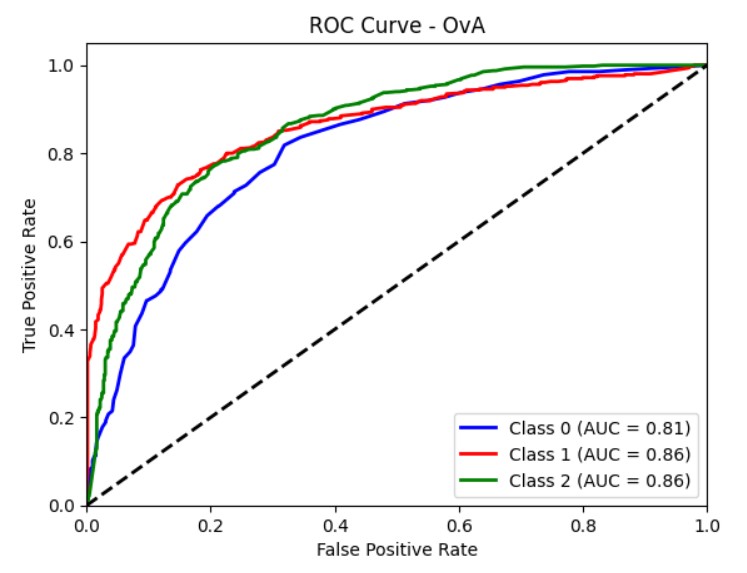 ROC Curve - OvA
True Positive Rate
1.0
0.8
0.6
0.4
0.2
0.0
0.0 0.2 0.4 0.6 0.8 1.0
False Positive Rate
Class 0 (AUC = 0.81)
Class 1 (AUC = 0.86)
Class 2 (AUC = 0.86)